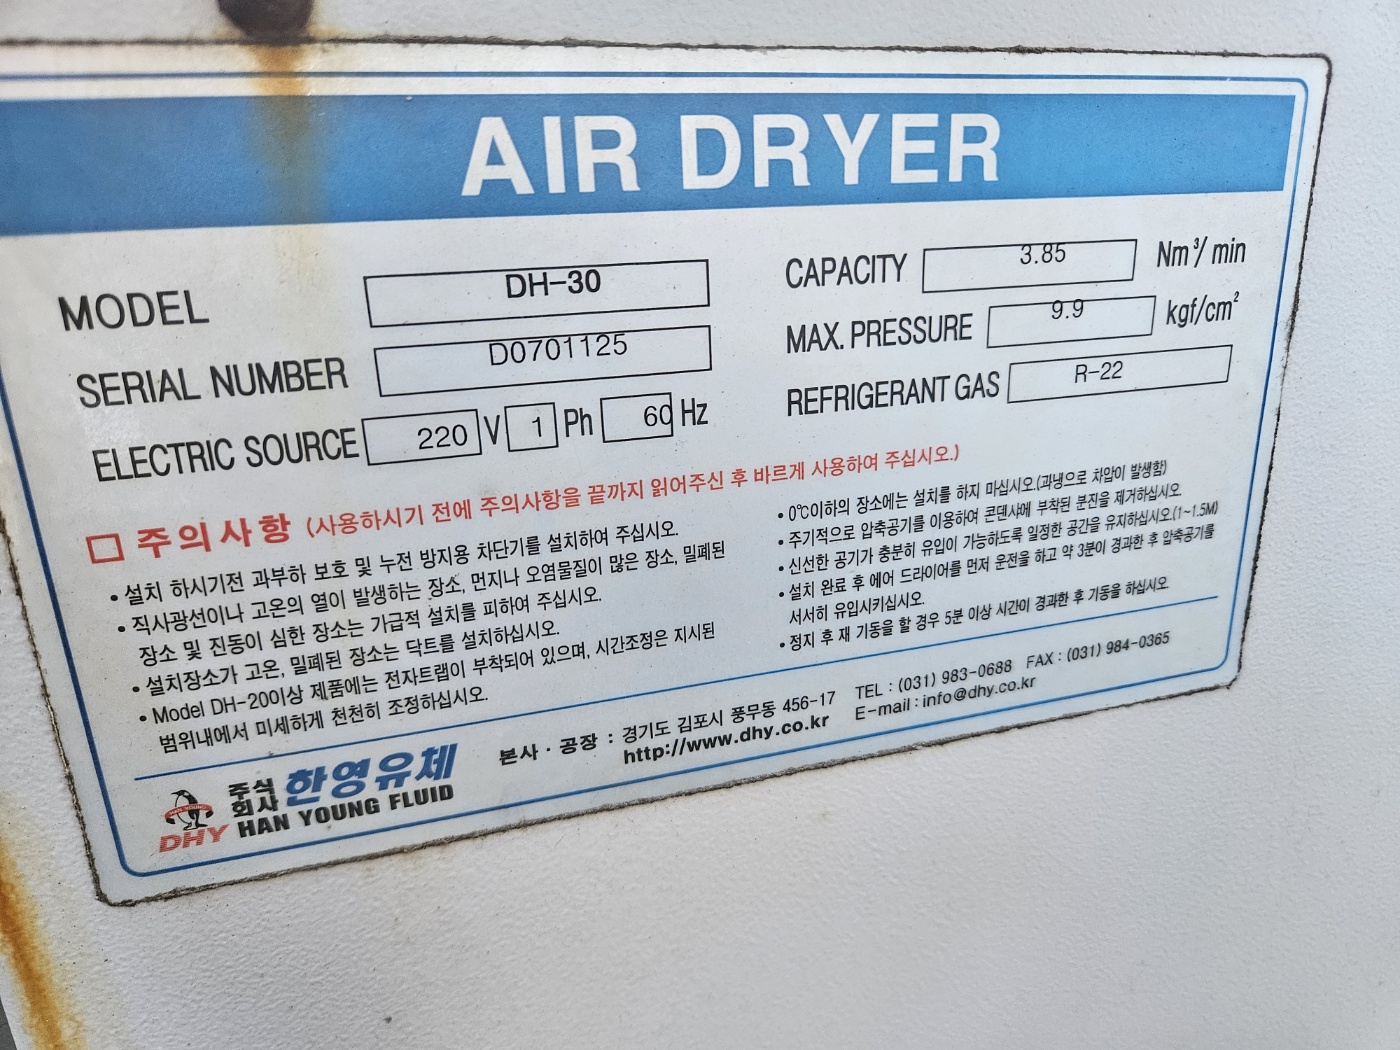 AIR DRYER
MODEL DH-30
SERIAL NUMBER D0701125
ELECTRIC SOURCE 220 V 1 Ph 60 Hz
CAPACITY 3.85 Nm³/min
MAX. PRESSURE 9.9 kgf/cm²
REFRIGERANT GAS R-22
□ 주의사항 (사용하시기 전에 주의사항을 끝까지 읽어주신 후 바르게 사용하여 주십시오.)
• 설치 하시기전 과부하 보호 및 누전 방지용 차단기를 설치하여 주십시오.
• 직사광선이나 고온의 열이 발생하는 장소, 먼지나 오염물질이 많은 장소, 밀폐된
장소 및 진동이 심한 장소는 가급적 설치를 피하여 주십시오.
• 설치장소가 고온, 밀폐된 장소는 닥트를 설치하십시오.
• Model DH-20이상 제품에는 전자트랩이 부착되어 있으며, 시간조정은 지시된
범위내에서 미세하게 천천히 조정하십시오.
• 0℃이하의 장소에는 설치를 하지 마십시오.(과냉으로 차압이 발생함)
• 주기적으로 압축공기를 이용하여 콘덴샤에 부착된 분진을 제거하십시오.
• 신선한 공기가 충분히 유입이 가능하도록 일정한 공간을 유지하십시오.(1~1.5M)
• 설치 완료 후 에어 드라이어를 먼저 운전을 하고 약 3분이 경과한 후 압축공기를
서서히 유입시키십시오.
• 정지 후 재 기동을 할 경우 5분 이상 시간이 경과한 후 기동을 하십시오.
DHY
주식
회사 한영유체
HAN YOUNG FLUID
본사 · 공장 : 경기도 김포시 풍무동 456-17
http://www.dhy.co.kr
TEL : (031) 983-0688 FAX : (031) 984-0365
E-mail : info@dhy.co.kr